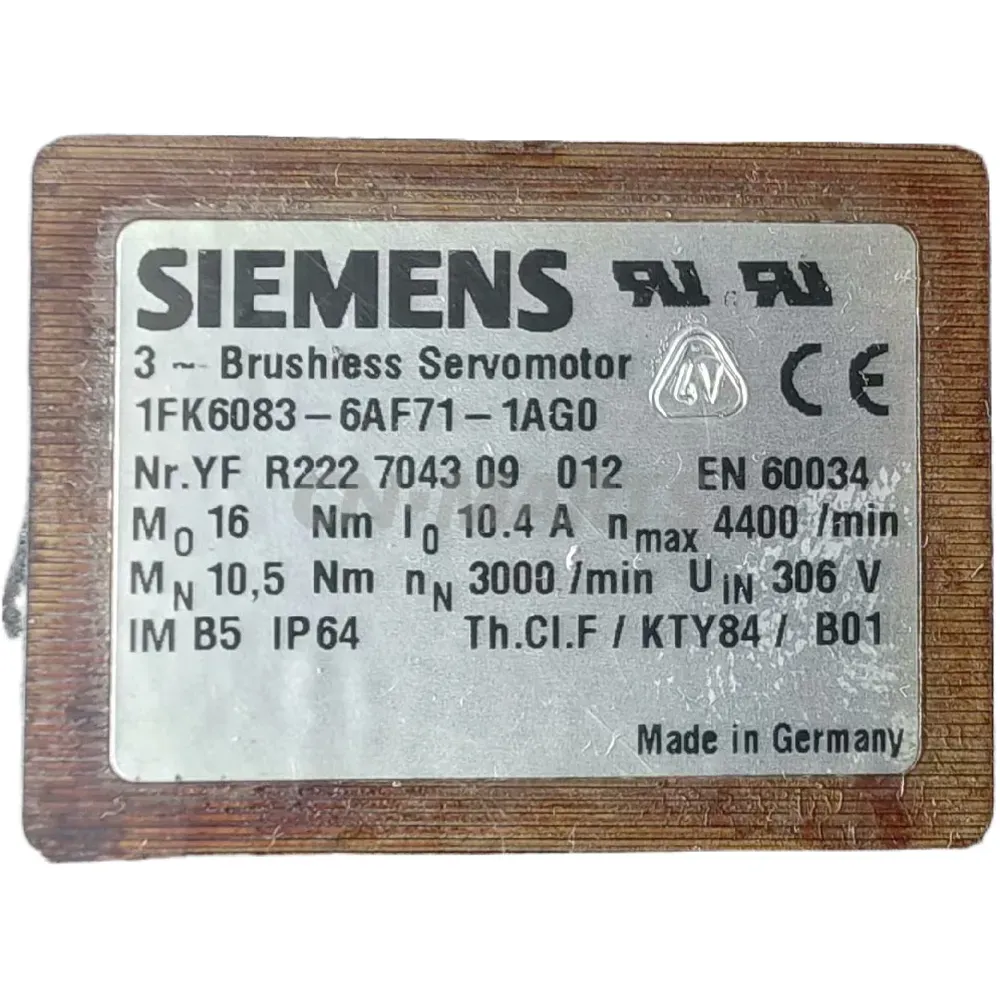 SIEMENS
3 ~ Brushless Servomotor
1FK6083-6AF71-1AG0
Nr.YF R222 7043 09 012 EN 60034
M0 16 Nm I0 10.4 A nmax 4400 /min
MN 10,5 Nm nN 3000 /min UIN 306 V
IM B5 IP64 Th.Cl.F / KTY84 / B01
Made in Germany